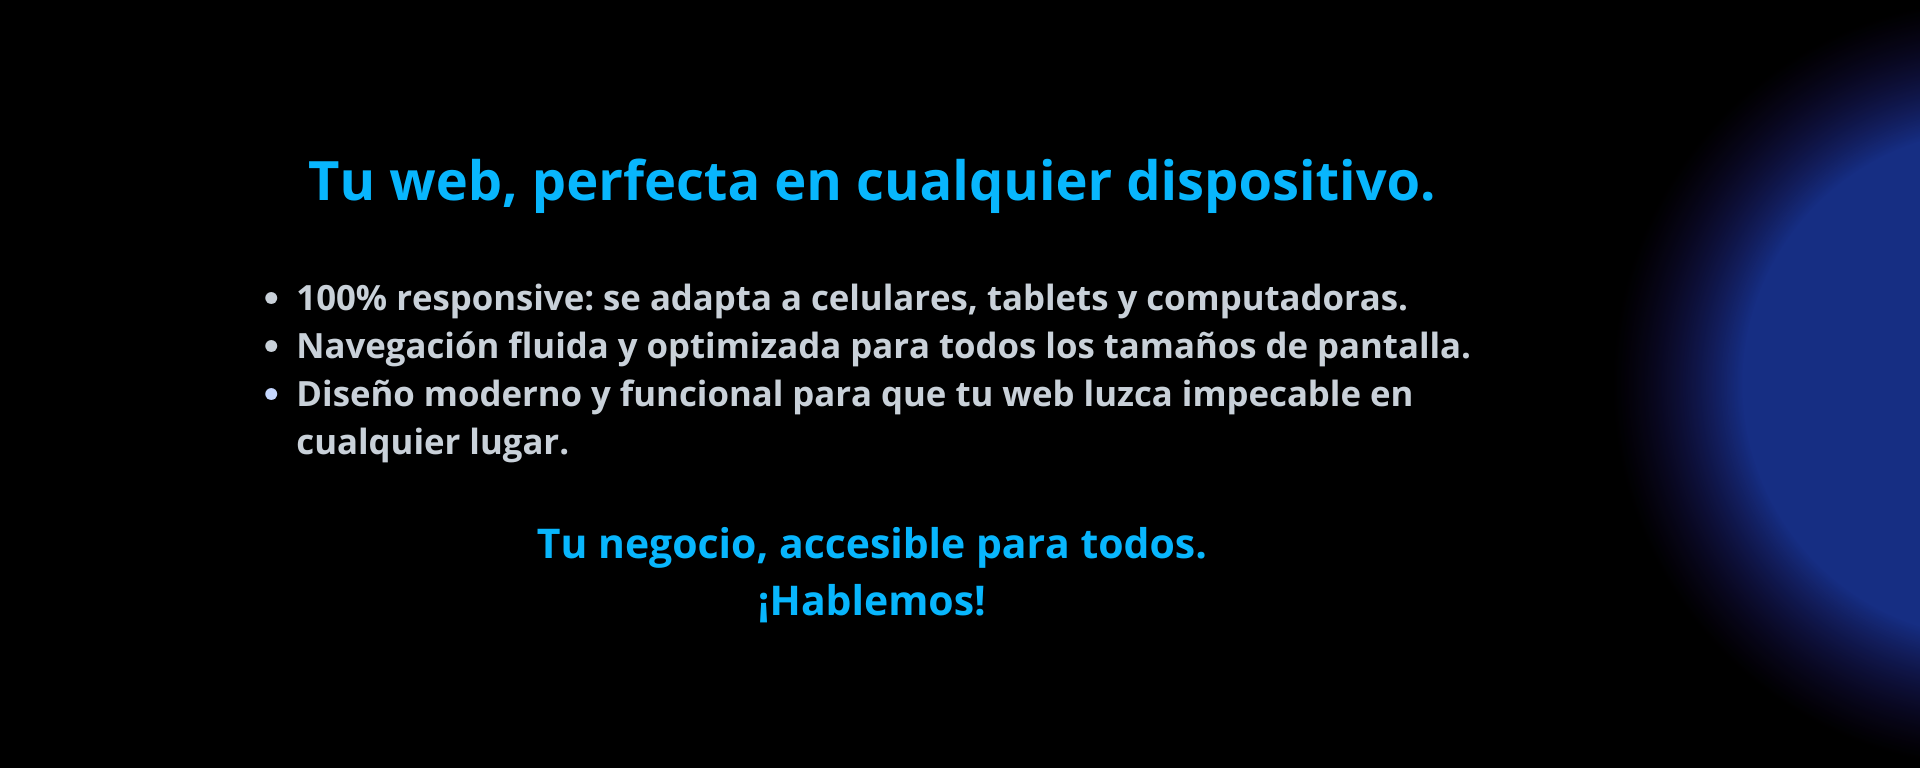 Tu web, perfecta en cualquier dispositivo.
• 100% responsive: se adapta a celulares, tablets y computadoras.
• Navegación fluida y optimizada para todos los tamaños de pantalla.
• Diseño moderno y funcional para que tu web luzca impecable en
cualquier lugar.
Tu negocio, accesible para todos.
¡Hablemos!